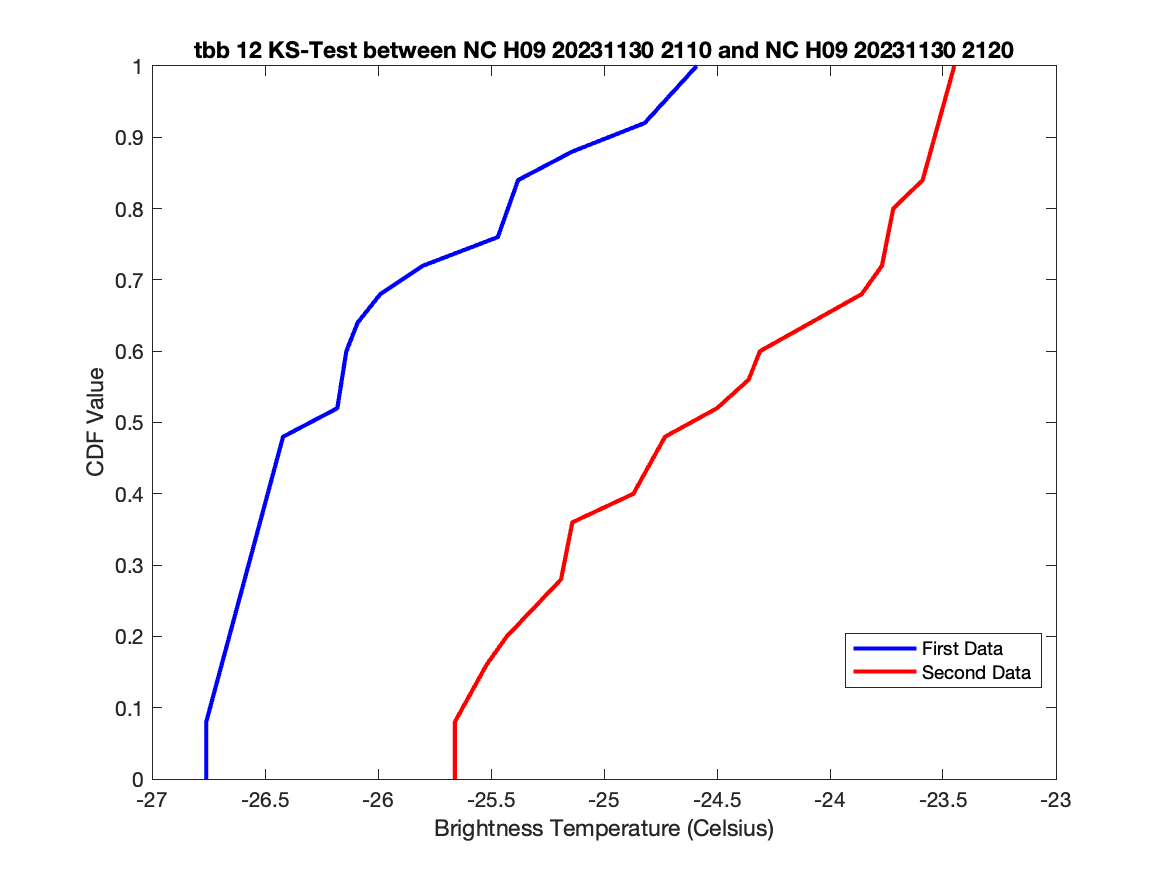 tbb 12 KS-Test between NC H09 20231130 2110 and NC H09 20231130 2120
1
0.9
0.8
0.7
0.6
0.5
0.4
0.3
0.2
0.1
0
CDF Value
First Data
Second Data
-27 -26.5 -26 -25.5 -25 -24.5 -24 -23.5 -23
Brightness Temperature (Celsius)